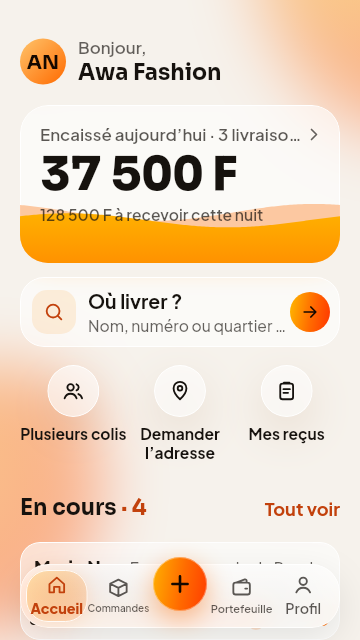 AN
Bonjour,
Awa Fashion
Encaissé aujourd’hui · 3 livraiso…
37 500 F
128 500 F à recevoir cette nuit
Où livrer ?
Nom, numéro ou quartier …
Plusieurs colis
Demander l’adresse
Mes reçus
En cours · 4
Tout voir
Accueil
Commandes
Portefeuille
Profil